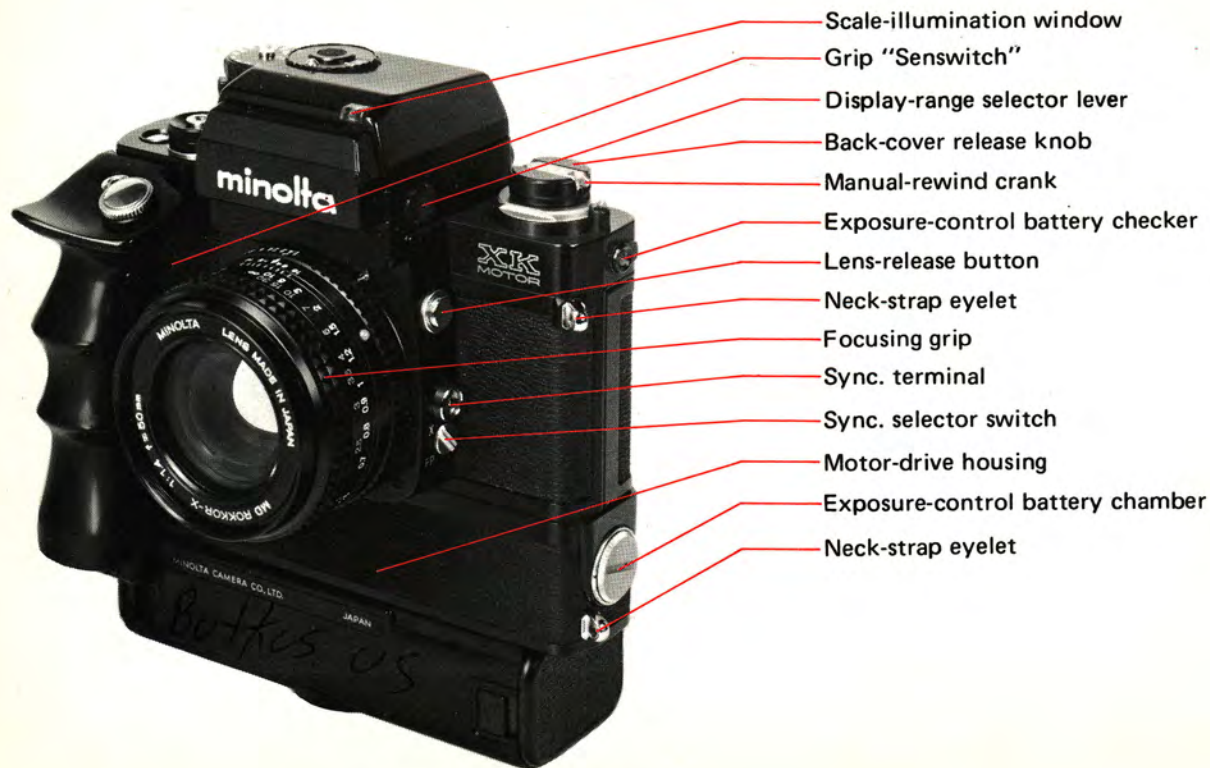 Scale-illumination window
Grip "Senswitch"
Display-range selector lever
Back-cover release knob
Manual-rewind crank
Exposure-control battery checker
Lens-release button
Neck-strap eyelet
Focusing grip
Sync. terminal
Sync. selector switch
Motor-drive housing
Exposure-control battery chamber
Neck-strap eyelet
minolta
XK
MOTOR
MINOLTA LENS MADE IN JAPAN
MD ROKKOR-X 1:1.4 f=50mm
X
FP
MINOLTA CAMERA CO., LTD. JAPAN
Butkus. us